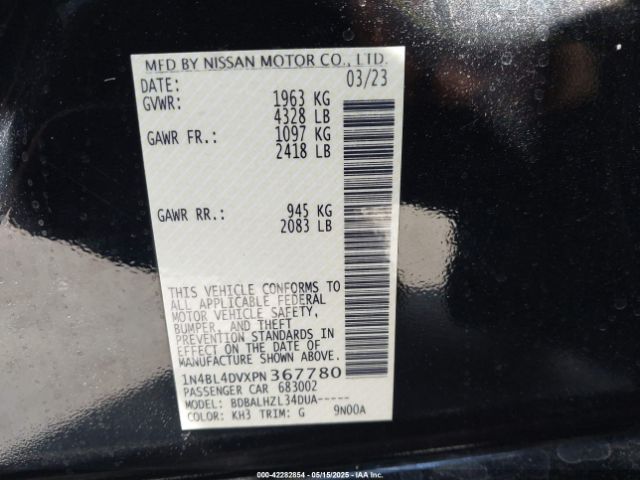 MFD BY NISSAN MOTOR CO., LTD.
DATE: 03/23
GVWR: 1963 KG
4328 LB
GAWR FR.: 1097 KG
2418 LB
GAWR RR.: 945 KG
2083 LB
THIS VEHICLE CONFORMS TO
ALL APPLICABLE FEDERAL
MOTOR VEHICLE SAFETY,
BUMPER, AND THEFT
PREVENTION STANDARDS IN
EFFECT ON THE DATE OF
MANUFACTURE SHOWN ABOVE.
1N4BL4DVXPN367780
PASSENGER CAR 683002
MODEL: BDBALHZL34DUA-----
COLOR: KH3 TRIM: G 9N00A
00-42282854 - 05/15/2025 - IAA Inc.